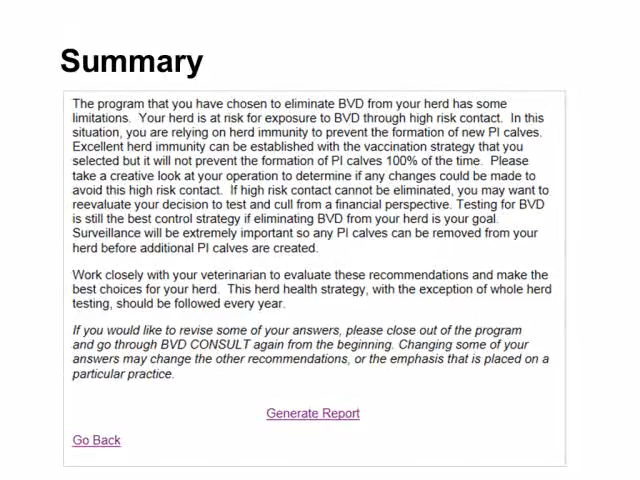 Summary
The program that you have chosen to eliminate BVD from your herd has some
limitations.  Your herd is at risk for exposure to BVD through high risk contact.  In this
situation, you are relying on herd immunity to prevent the formation of new PI calves.
Excellent herd immunity can be established with the vaccination strategy that you
selected but it will not prevent the formation of PI calves 100% of the time.  Please
take a creative look at your operation to determine if any changes could be made to
avoid this high risk contact.  If high risk contact cannot be eliminated, you may want to
reevaluate your decision to test and cull from a financial perspective. Testing for BVD
is still the best control strategy if eliminating BVD from your herd is your goal.
Surveillance will be extremely important so any PI calves can be removed from your
herd before additional PI calves are created.
Work closely with your veterinarian to evaluate these recommendations and make the
best choices for your herd.  This herd health strategy, with the exception of whole herd
testing, should be followed every year.
If you would like to revise some of your answers, please close out of the program
and go through BVD CONSULT again from the beginning. Changing some of your
answers may change the other recommendations, or the emphasis that is placed on a
particular practice.
Generate Report
Go Back